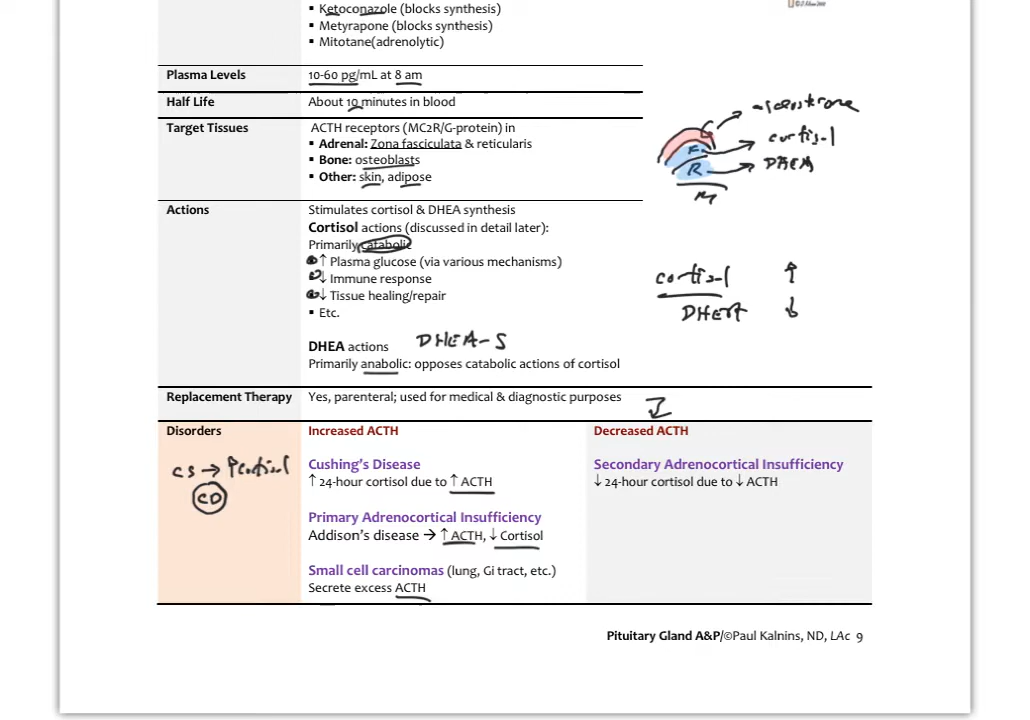 ▪ Ketoconazole (blocks synthesis)
▪ Metyrapone (blocks synthesis)
▪ Mitotane(adrenolytic)
Plasma Levels 10-60 pg/mL at 8 am
Half Life About 10 minutes in blood
Target Tissues ACTH receptors (MC2R/G-protein) in
▪ Adrenal: Zona fasciculata & reticularis
▪ Bone: osteoblasts
▪ Other: skin, adipose
cortisol
F
DHEA
R
M
Actions Stimulates cortisol & DHEA synthesis
Cortisol actions (discussed in detail later):
Primarily catabolic
↑ Plasma glucose (via various mechanisms)
↓ Immune response
↓ Tissue healing/repair
▪ Etc.
cortisol ↑
DHEA ↓
DHEA actions DHEA-S
Primarily anabolic: opposes catabolic actions of cortisol
Replacement Therapy Yes, parenteral; used for medical & diagnostic purposes
Disorders Increased ACTH Decreased ACTH
CS → ↑cortisol
CD
Cushing's Disease Secondary Adrenocortical Insufficiency
↑ 24-hour cortisol due to ↑ ACTH ↓ 24-hour cortisol due to ↓ ACTH
Primary Adrenocortical Insufficiency
Addison's disease → ↑ ACTH, ↓ Cortisol
Small cell carcinomas (lung, Gi tract, etc.)
Secrete excess ACTH
Pituitary Gland A&P/©Paul Kalnins, ND, LAc 9